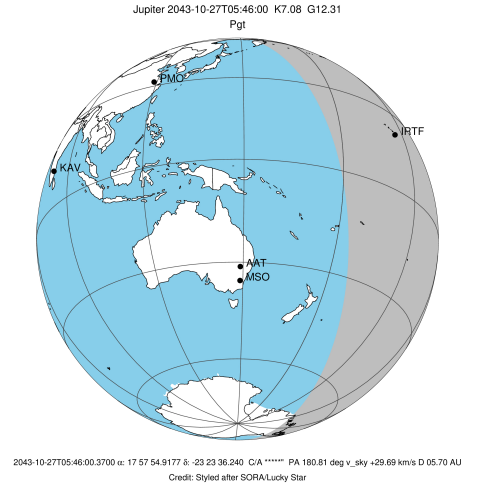 Jupiter 2043-10-27T05:46:00 K7.08 G12.31
Pgt
PMO
IRTF
KAV
AAT
MSO
2043-10-27T05:46:00.3700 α: 17 57 54.9177 δ: -23 23 36.240 C/A *****" PA 180.81 deg v_sky +29.69 km/s D 05.70 AU
Credit: Styled after SORA/Lucky Star